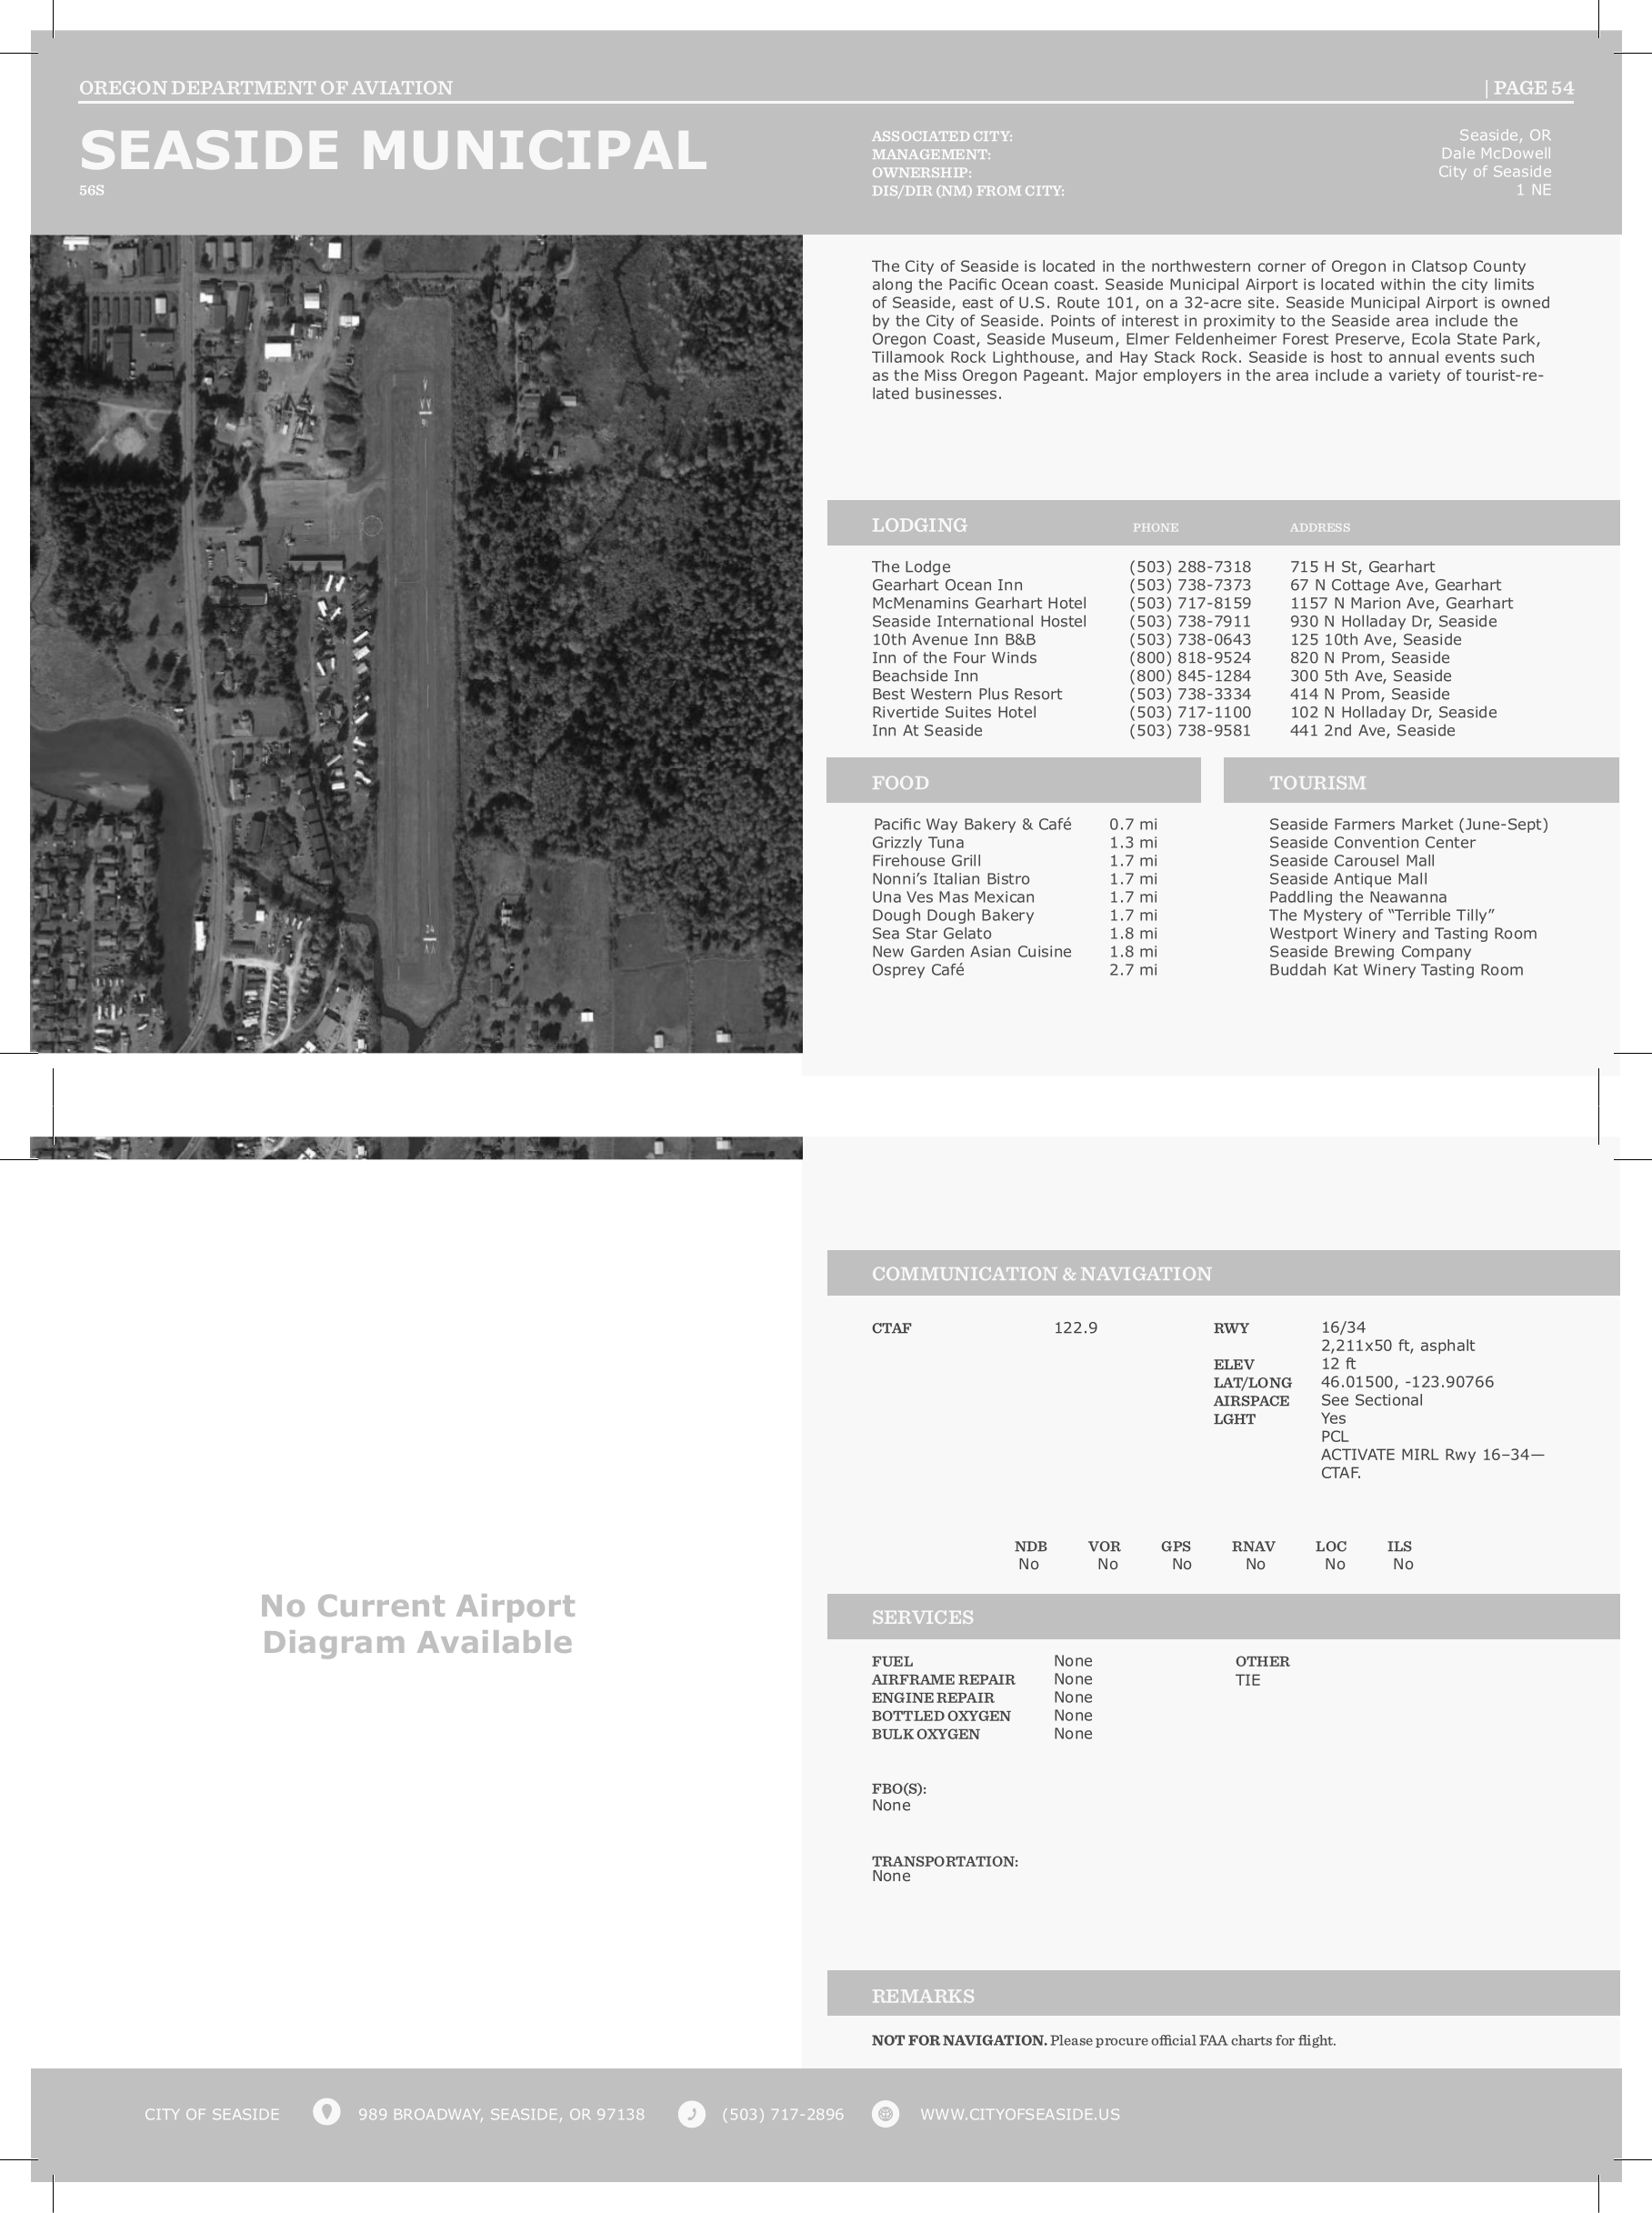 OREGON DEPARTMENT OF AVIATION | PAGE 54
SEASIDE MUNICIPAL
56S
ASSOCIATED CITY: Seaside, OR
MANAGEMENT: Dale McDowell
OWNERSHIP: City of Seaside
DIS/DIR (NM) FROM CITY: 1 NE
The City of Seaside is located in the northwestern corner of Oregon in Clatsop County
along the Pacific Ocean coast. Seaside Municipal Airport is located within the city limits
of Seaside, east of U.S. Route 101, on a 32-acre site. Seaside Municipal Airport is owned
by the City of Seaside. Points of interest in proximity to the Seaside area include the
Oregon Coast, Seaside Museum, Elmer Feldenheimer Forest Preserve, Ecola State Park,
Tillamook Rock Lighthouse, and Hay Stack Rock. Seaside is host to annual events such
as the Miss Oregon Pageant. Major employers in the area include a variety of tourist-re-
lated businesses.
LODGING PHONE ADDRESS
The Lodge (503) 288-7318 715 H St, Gearhart
Gearhart Ocean Inn (503) 738-7373 67 N Cottage Ave, Gearhart
McMenamins Gearhart Hotel (503) 717-8159 1157 N Marion Ave, Gearhart
Seaside International Hostel (503) 738-7911 930 N Holladay Dr, Seaside
10th Avenue Inn B&B (503) 738-0643 125 10th Ave, Seaside
Inn of the Four Winds (800) 818-9524 820 N Prom, Seaside
Beachside Inn (800) 845-1284 300 5th Ave, Seaside
Best Western Plus Resort (503) 738-3334 414 N Prom, Seaside
Rivertide Suites Hotel (503) 717-1100 102 N Holladay Dr, Seaside
Inn At Seaside (503) 738-9581 441 2nd Ave, Seaside
FOOD
Pacific Way Bakery & Café 0.7 mi
Grizzly Tuna 1.3 mi
Firehouse Grill 1.7 mi
Nonni’s Italian Bistro 1.7 mi
Una Ves Mas Mexican 1.7 mi
Dough Dough Bakery 1.7 mi
Sea Star Gelato 1.8 mi
New Garden Asian Cuisine 1.8 mi
Osprey Café 2.7 mi
TOURISM
Seaside Farmers Market (June-Sept)
Seaside Convention Center
Seaside Carousel Mall
Seaside Antique Mall
Paddling the Neawanna
The Mystery of “Terrible Tilly”
Westport Winery and Tasting Room
Seaside Brewing Company
Buddah Kat Winery Tasting Room
No Current Airport
Diagram Available
COMMUNICATION & NAVIGATION
CTAF 122.9
RWY 16/34
2,211x50 ft, asphalt
ELEV 12 ft
LAT/LONG 46.01500, -123.90766
AIRSPACE See Sectional
LGHT Yes
PCL
ACTIVATE MIRL Rwy 16–34—
CTAF.
NDB VOR GPS RNAV LOC ILS
No No No No No No
SERVICES
FUEL None
AIRFRAME REPAIR None
ENGINE REPAIR None
BOTTLED OXYGEN None
BULK OXYGEN None
OTHER
TIE
FBO(S):
None
TRANSPORTATION:
None
REMARKS
NOT FOR NAVIGATION. Please procure official FAA charts for flight.
CITY OF SEASIDE 989 BROADWAY, SEASIDE, OR 97138 (503) 717-2896 WWW.CITYOFSEASIDE.US